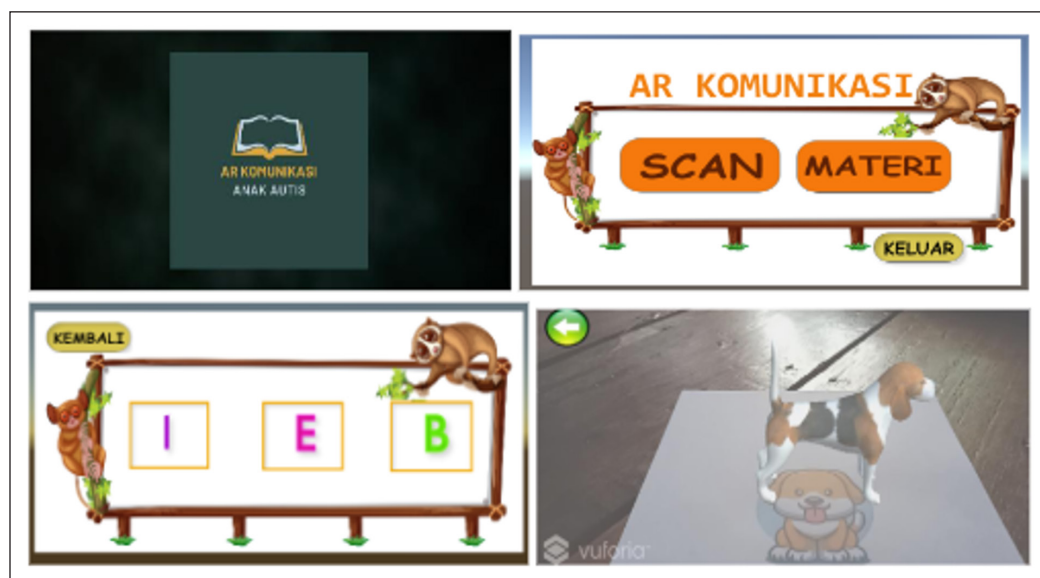 AR KOMUNIKASI
ANAK AUTIS
AR KOMUNIKASI
SCAN MATERI
KELUAR
KEMBALI
I E B
vuforia